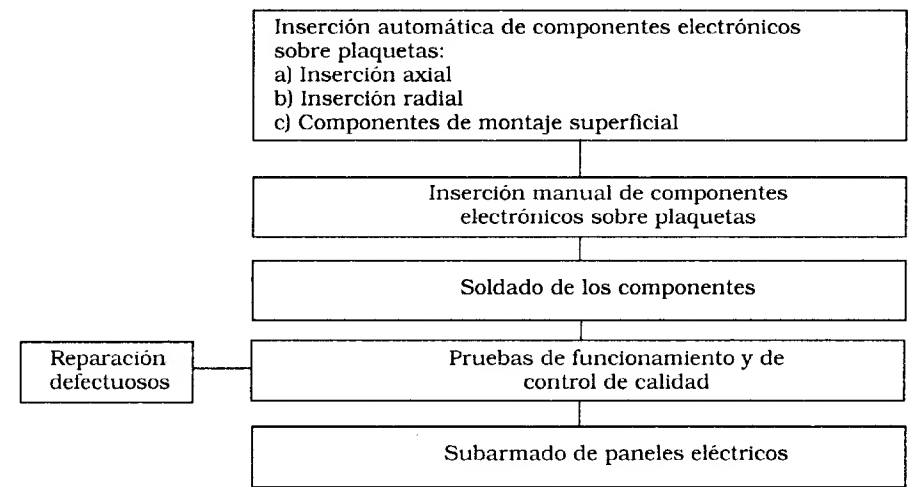 Inserción automática de componentes electrónicos
sobre plaquetas:
a) Inserción axial
b) Inserción radial
c) Componentes de montaje superficial
Inserción manual de componentes
electrónicos sobre plaquetas
Soldado de los componentes
Reparación
defectuosos
Pruebas de funcionamiento y de
control de calidad
Subarmado de paneles eléctricos